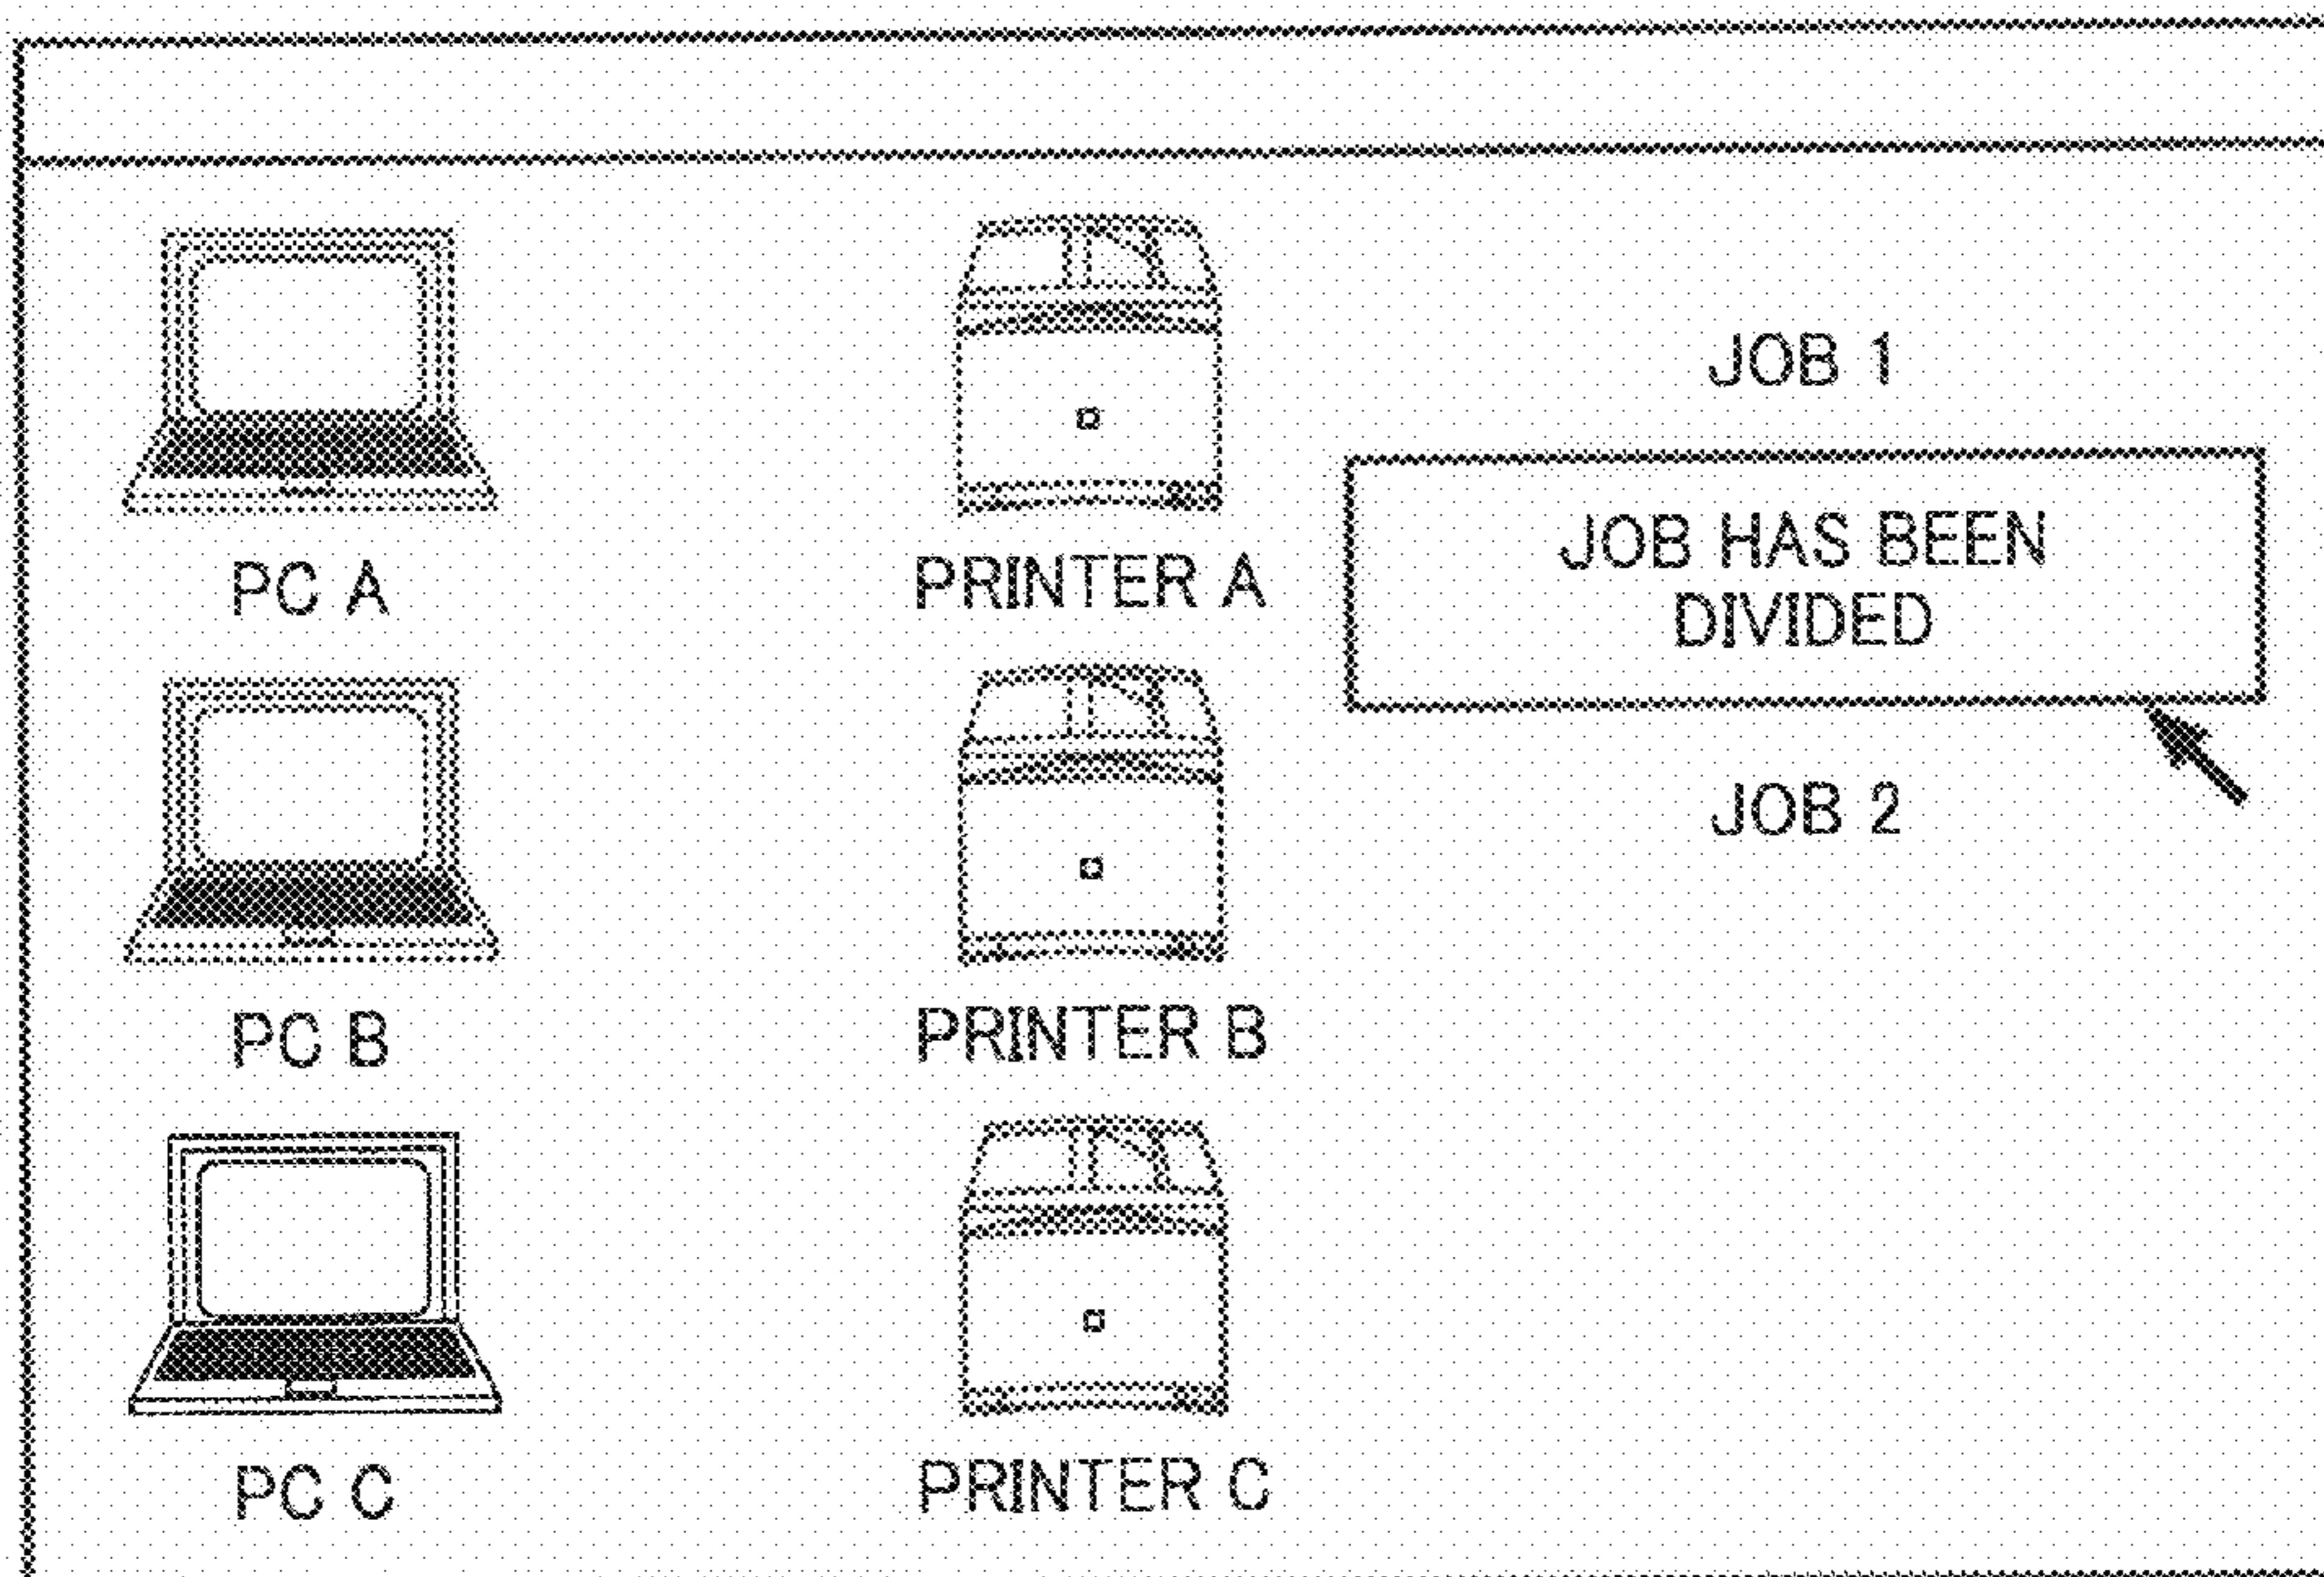 JOB 1
PC A
PRINTER A
JOB HAS BEEN
DIVIDED
JOB 2
PC B
PRINTER B
PC C
PRINTER C